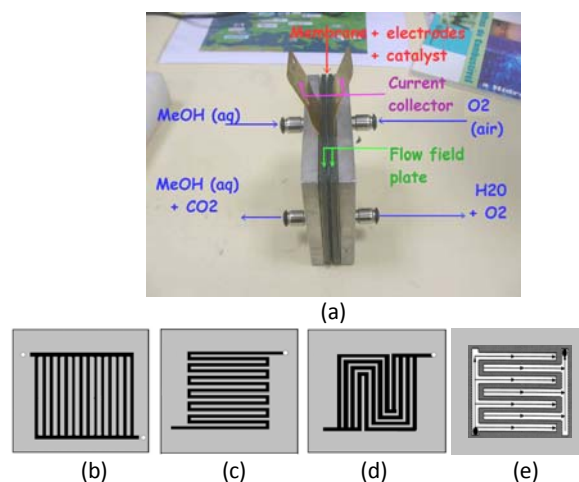 Membrane + electrodes
+ catalyst
Current
collector
MeOH (aq)
O2
(air)
Flow field
plate
MeOH (aq)
+ CO2
H20
+ O2
(a)
(b) (c) (d) (e)